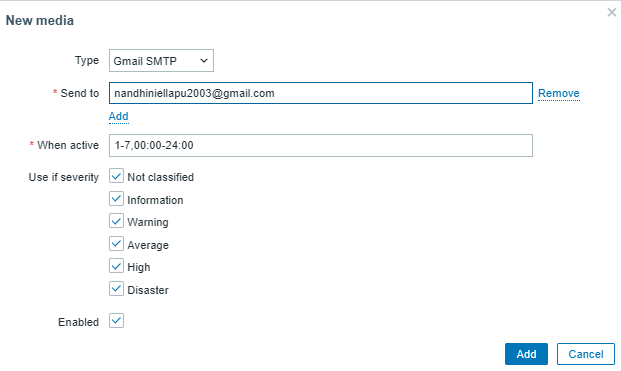 New media
Type Gmail SMTP
* Send to nandhiniellapu2003@gmail.com Remove
Add
* When active 1-7,00:00-24:00
Use if severity Not classified
Information
Warning
Average
High
Disaster
Enabled
Add Cancel